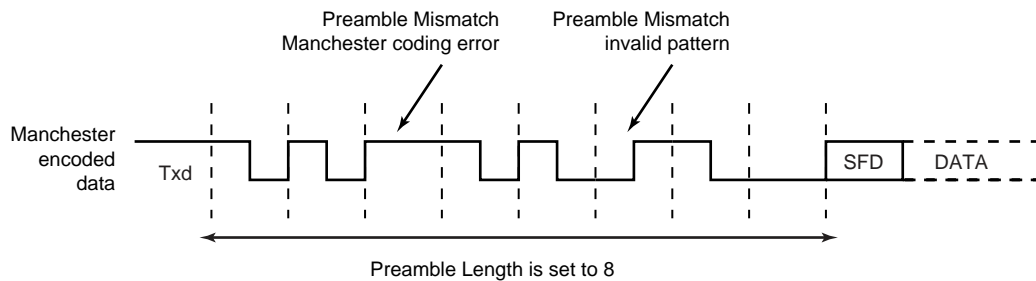 Preamble Mismatch
Manchester coding error
Preamble Mismatch
invalid pattern
Manchester
encoded
data
Txd
SFD
DATA
Preamble Length is set to 8